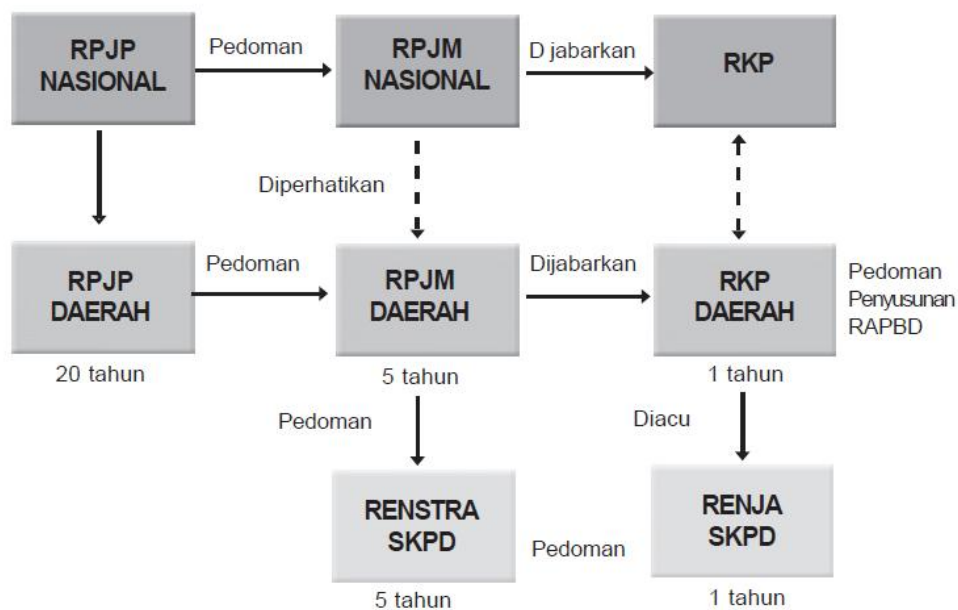 RPJP
NASIONAL
Pedoman
RPJM
NASIONAL
D jabarkan
RKP
Diperhatikan
RPJP
DAERAH
Pedoman
RPJM
DAERAH
Dijabarkan
RKP
DAERAH
Pedoman
Penyusunan
RAPBD
20 tahun
5 tahun
1 tahun
Pedoman
Diacu
RENSTRA
SKPD
Pedoman
RENJA
SKPD
5 tahun
1 tahun